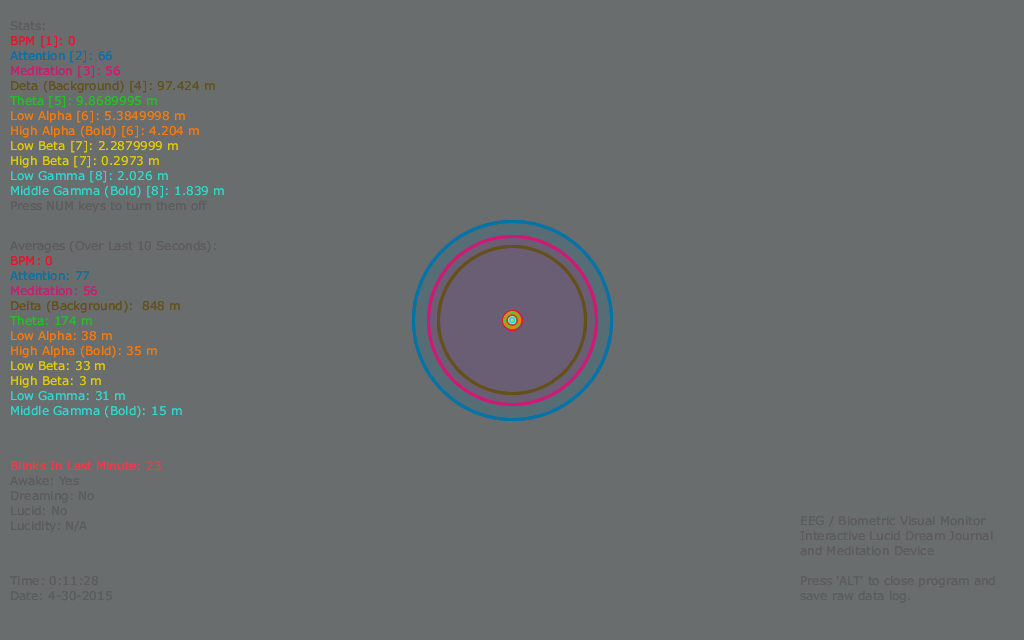 Stats:
BPM [1]: 0
Attention [2]: 66
Meditation [3]: 56
Deta (Background) [4]: 97.424 m
Theta [5]: 9.8689995 m
Low Alpha [6]: 5.3849998 m
High Alpha (Bold) [6]: 4.204 m
Low Beta [7]: 2.2879999 m
High Beta [7]: 0.2973 m
Low Gamma [8]: 2.026 m
Middle Gamma (Bold) [8]: 1.839 m
Press NUM keys to turn them off
Averages (Over Last 10 Seconds):
BPM: 0
Attention: 77
Meditation: 56
Delta (Background):  848 m
Theta: 174 m
Low Alpha: 38 m
High Alpha (Bold): 35 m
Low Beta: 33 m
High Beta: 3 m
Low Gamma: 31 m
Middle Gamma (Bold): 15 m
Blinks In Last Minute: 23
Awake: Yes
Dreaming: No
Lucid: No
Lucidity: N/A
Time: 0:11:28
Date: 4-30-2015
EEG / Biometric Visual Monitor
Interactive Lucid Dream Journal
and Meditation Device
Press 'ALT' to close program and
save raw data log.